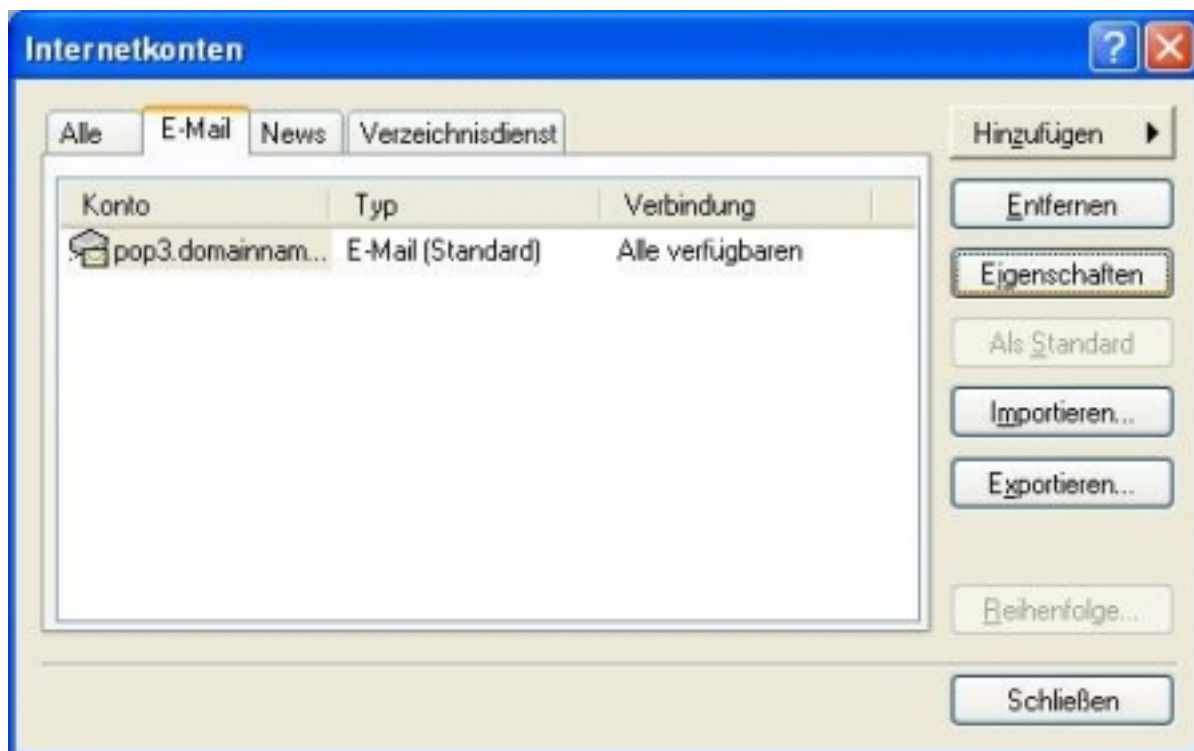 Internetkonten
Alle E-Mail News Verzeichnisdienst
Hinzufügen
Konto Typ Verbindung
Entfernen
pop3.domainnam... E-Mail (Standard) Alle verfügbaren
Eigenschaften
Als Standard
Importieren...
Exportieren...
Reihenfolge...
Schließen